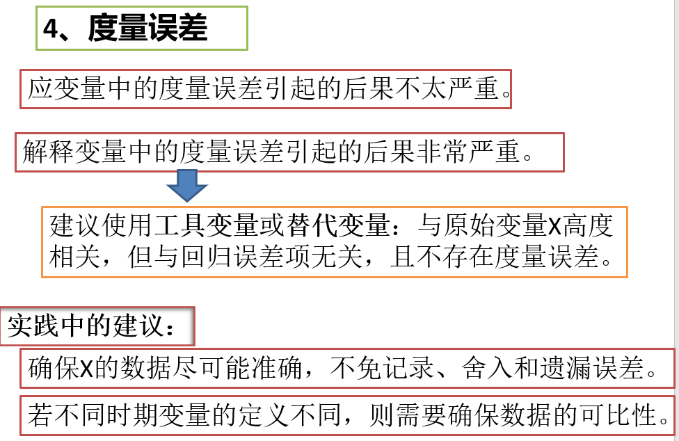 4、度量误差
应变量中的度量误差引起的后果不太严重。
解释变量中的度量误差引起的后果非常严重。
建议使用工具变量或替代变量：与原始变量X高度
相关，但与回归误差项无关，且不存在度量误差。
实践中的建议：
确保X的数据尽可能准确，不免记录、舍入和遗漏误差。
若不同时期变量的定义不同，则需要确保数据的可比性。